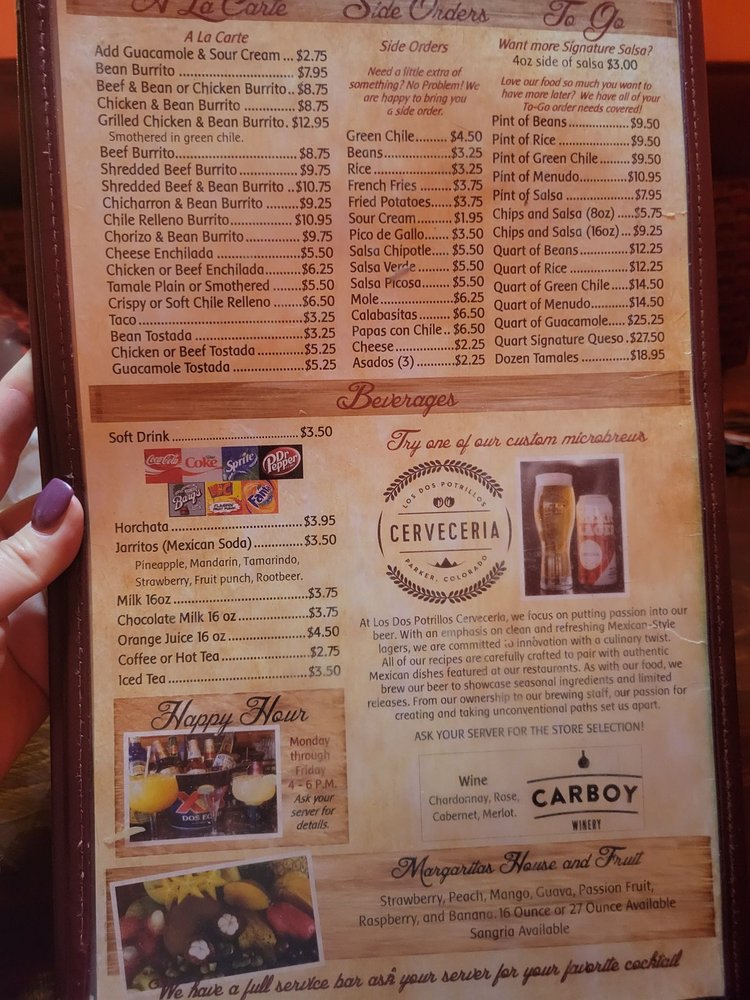 A La Carte
A La Carte
Add Guacamole & Sour Cream ... $2.75
Bean Burrito ........................... $7.95
Beef & Bean or Chicken Burrito.. $8.75
Chicken & Bean Burrito ............. $8.75
Grilled Chicken & Bean Burrito. $12.95
Smothered in green chile.
Beef Burrito............................ $8.75
Shredded Beef Burrito ............. $9.75
Shredded Beef & Bean Burrito .. $10.75
Chicharron & Bean Burrito ........ $9.25
Chile Relleno Burrito............... $10.95
Chorizo & Bean Burrito............. $9.75
Cheese Enchilada.................... $5.50
Chicken or Beef Enchilada......... $6.25
Tamale Plain or Smothered ....... $5.50
Crispy or Soft Chile Relleno ....... $6.50
Taco..................................... $3.25
Bean Tostada ......................... $3.25
Chicken or Beef Tostada ........... $5.25
Guacamole Tostada ................. $5.25
Side Orders
Side Orders
Need a little extra of
something? No Problem! We
are happy to bring you
a side order.
Green Chile......... $4.50
Beans................. $3.25
Rice ................... $3.25
French Fries ....... $3.75
Fried Potatoes..... $3.75
Sour Cream ........ $1.95
Pico de Gallo...... $3.50
Salsa Chipotle..... $5.50
Salsa Verde ........ $5.50
Salsa Picosa........ $5.50
Mole.................. $6.25
Calabasitas ........ $6.50
Papas con Chile.. $6.50
Cheese............... $2.25
Asados (3) ......... $2.25
To Go
Want more Signature Salsa?
4oz side of salsa $3.00
Love our food so much you want to
have more later? We have all of your
To-Go order needs covered!
Pint of Beans............... $9.50
Pint of Rice ................. $9.50
Pint of Green Chile....... $9.50
Pint of Menudo........... $10.95
Pint of Salsa ............... $7.95
Chips and Salsa (8oz) .... $5.75
Chips and Salsa (16oz) .. $9.25
Quart of Beans............ $12.25
Quart of Rice .............. $12.25
Quart of Green Chile.... $14.50
Quart of Menudo......... $14.50
Quart of Guacamole.... $25.25
Quart Signature Queso . $27.50
Dozen Tamales ........... $18.95
Beverages
Soft Drink ............................ $3.50
Coca-Cola
Coke
Sprite
Dr Pepper
Barq's
Fanta
Horchata ............................. $3.95
Jarritos (Mexican Soda).............. $3.50
Pineapple, Mandarin, Tamarindo,
Strawberry, Fruit punch, Rootbeer.
Milk 16oz ............................. $3.75
Chocolate Milk 16 oz ................. $3.75
Orange Juice 16 oz ................... $4.50
Coffee or Hot Tea .................... $2.75
Iced Tea .............................. $3.50
Try one of our custom microbrews
LOS DOS POTRILLOS
CERVECERIA
PARKER, COLORADO
At Los Dos Potrillos Cerveceria, we focus on putting passion into our
beer. With an emphasis on clean and refreshing Mexican-Style
lagers, we are committed to innovation with a culinary twist.
All of our recipes are carefully crafted to pair with authentic
Mexican dishes featured at our restaurants. As with our food, we
brew our beer to showcase seasonal ingredients and limited
releases. From our ownership to our brewing staff, our passion for
creating and taking unconventional paths set us apart.
ASK YOUR SERVER FOR THE STORE SELECTION!
Happy Hour
Monday
through
Friday
4 - 6 P.M.
Ask your
server for
details.
XX
DOS EQ
Wine
Chardonnay, Rose,
Cabernet, Merlot.
CARBOY
WINERY
Margaritas House and Fruit
Strawberry, Peach, Mango, Guava, Passion Fruit,
Raspberry, and Banana. 16 Ounce or 27 Ounce Available
Sangria Available
We have a full service bar ask your server for your favorite cocktail